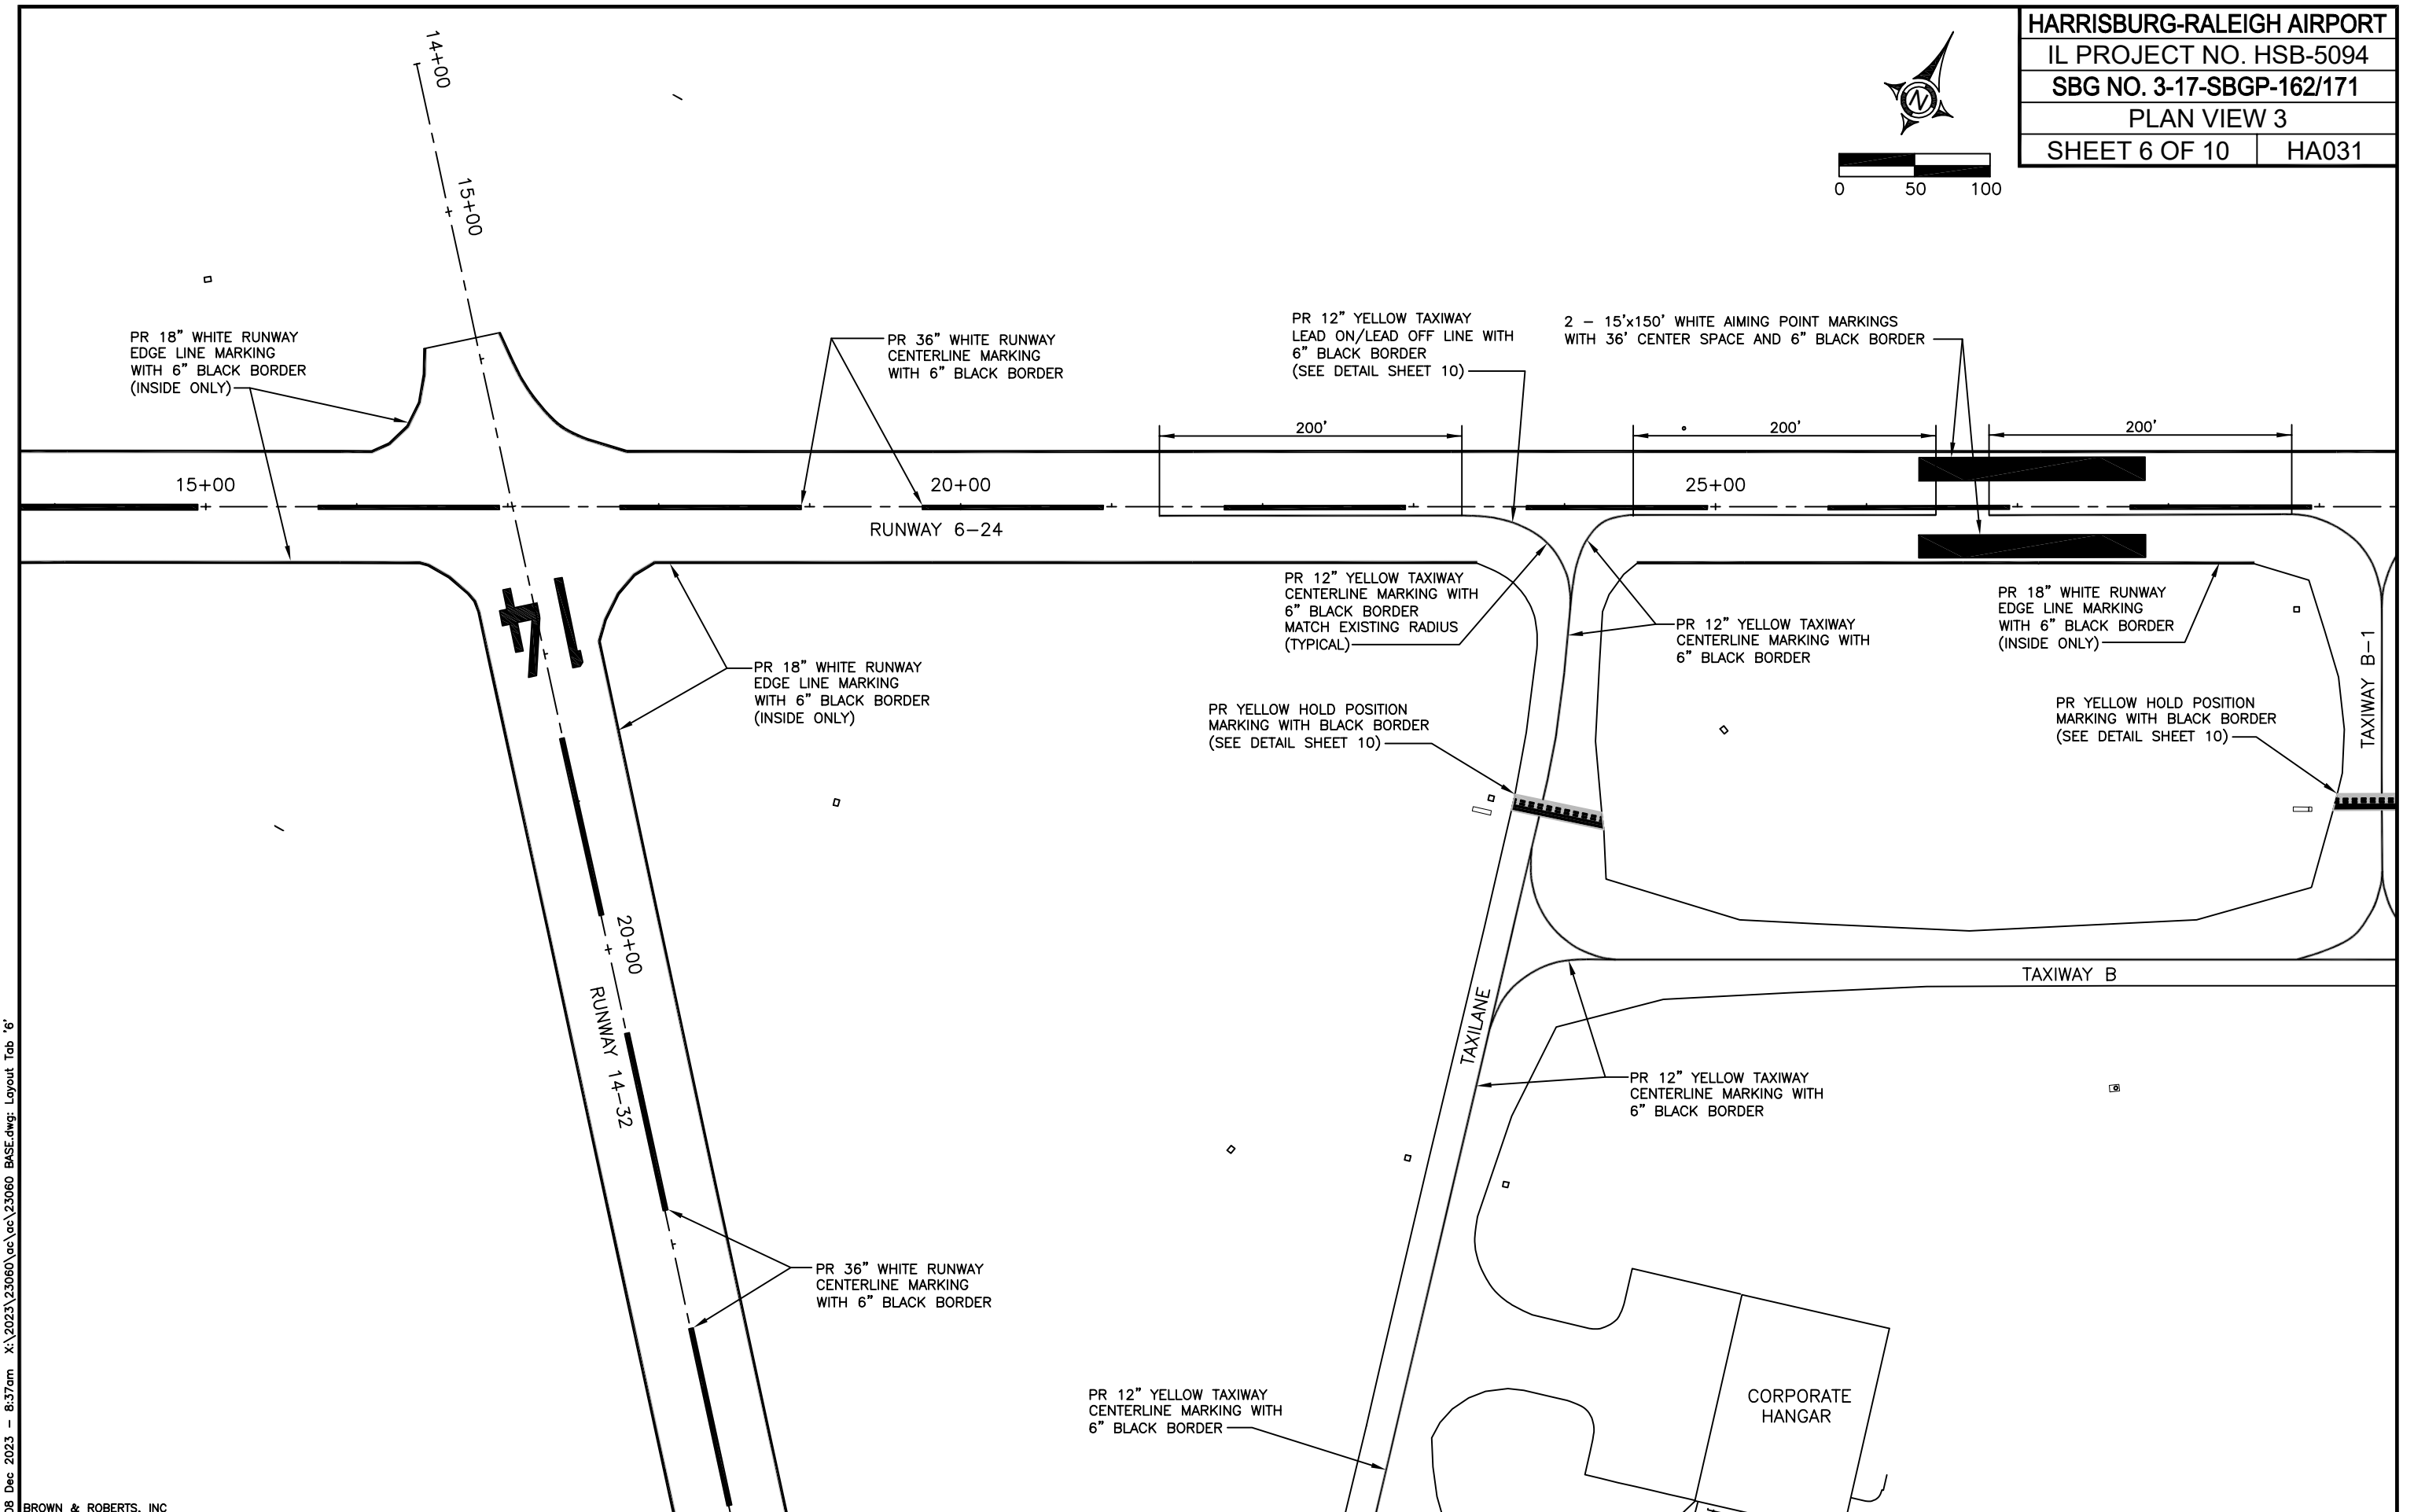 HARRISBURG-RALEIGH AIRPORT
IL PROJECT NO. HSB-5094
SBG NO. 3-17-SBGP-162/171
PLAN VIEW 3
SHEET 6 OF 10
HA031
N
0 50 100
14+00
15+00
PR 18" WHITE RUNWAY
EDGE LINE MARKING
WITH 6" BLACK BORDER
(INSIDE ONLY)
PR 36" WHITE RUNWAY
CENTERLINE MARKING
WITH 6" BLACK BORDER
PR 12" YELLOW TAXIWAY
LEAD ON/LEAD OFF LINE WITH
6" BLACK BORDER
(SEE DETAIL SHEET 10)
2 - 15'x150' WHITE AIMING POINT MARKINGS
WITH 36' CENTER SPACE AND 6" BLACK BORDER
200'
200'
200'
15+00
20+00
25+00
RUNWAY 6-24
14
PR 18" WHITE RUNWAY
EDGE LINE MARKING
WITH 6" BLACK BORDER
(INSIDE ONLY)
PR 12" YELLOW TAXIWAY
CENTERLINE MARKING WITH
6" BLACK BORDER
MATCH EXISTING RADIUS
(TYPICAL)
PR 12" YELLOW TAXIWAY
CENTERLINE MARKING WITH
6" BLACK BORDER
PR 18" WHITE RUNWAY
EDGE LINE MARKING
WITH 6" BLACK BORDER
(INSIDE ONLY)
TAXIWAY B-1
PR YELLOW HOLD POSITION
MARKING WITH BLACK BORDER
(SEE DETAIL SHEET 10)
PR YELLOW HOLD POSITION
MARKING WITH BLACK BORDER
(SEE DETAIL SHEET 10)
20+00
RUNWAY 14-32
TAXIWAY B
TAXILANE
PR 12" YELLOW TAXIWAY
CENTERLINE MARKING WITH
6" BLACK BORDER
PR 36" WHITE RUNWAY
CENTERLINE MARKING
WITH 6" BLACK BORDER
PR 12" YELLOW TAXIWAY
CENTERLINE MARKING WITH
6" BLACK BORDER
CORPORATE
HANGAR
08 Dec 2023 - 8:37am X:\2023\23060\ac\ac\23060 BASE.dwg: Layout Tab '6'
BROWN & ROBERTS, INC